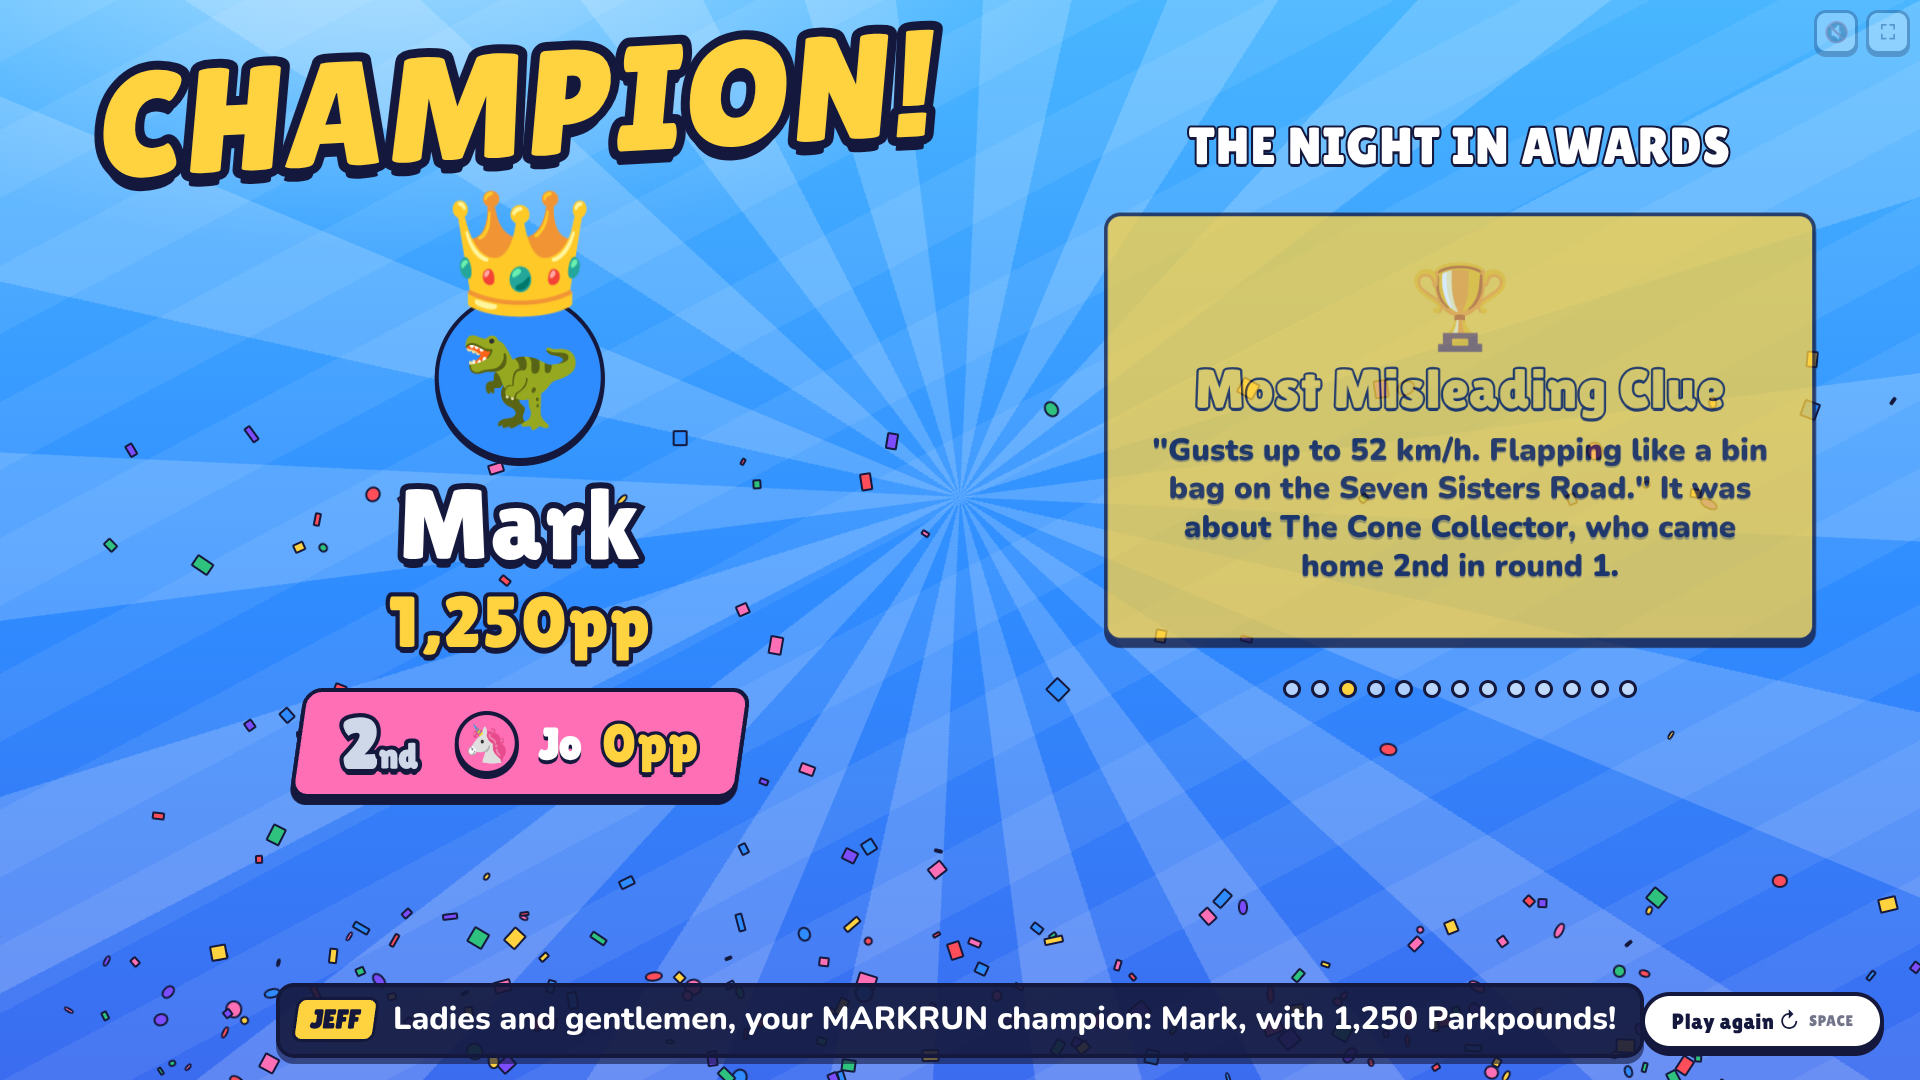 CHAMPION!
THE NIGHT IN AWARDS
Most Misleading Clue
"Gusts up to 52 km/h. Flapping like a bin
bag on the Seven Sisters Road." It was
about The Cone Collector, who came
home 2nd in round 1.
Mark
1,250pp
2nd Jo 0pp
JEFF Ladies and gentlemen, your MARKRUN champion: Mark, with 1,250 Parkpounds!
Play again SPACE